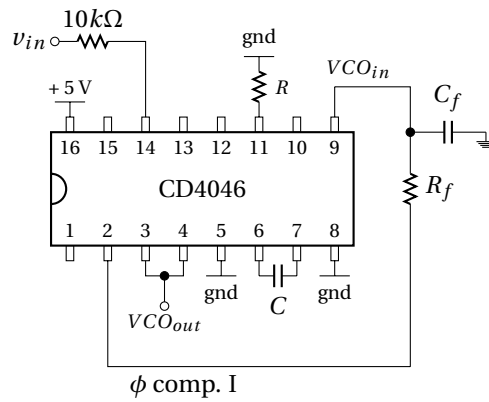 10kΩ
v_in
gnd
R
VCO_in
+5V
C_f
16 15 14 13 12 11 10 9
CD4046
R_f
1 2 3 4 5 6 7 8
gnd
C
gnd
VCO_out
ϕ comp. I